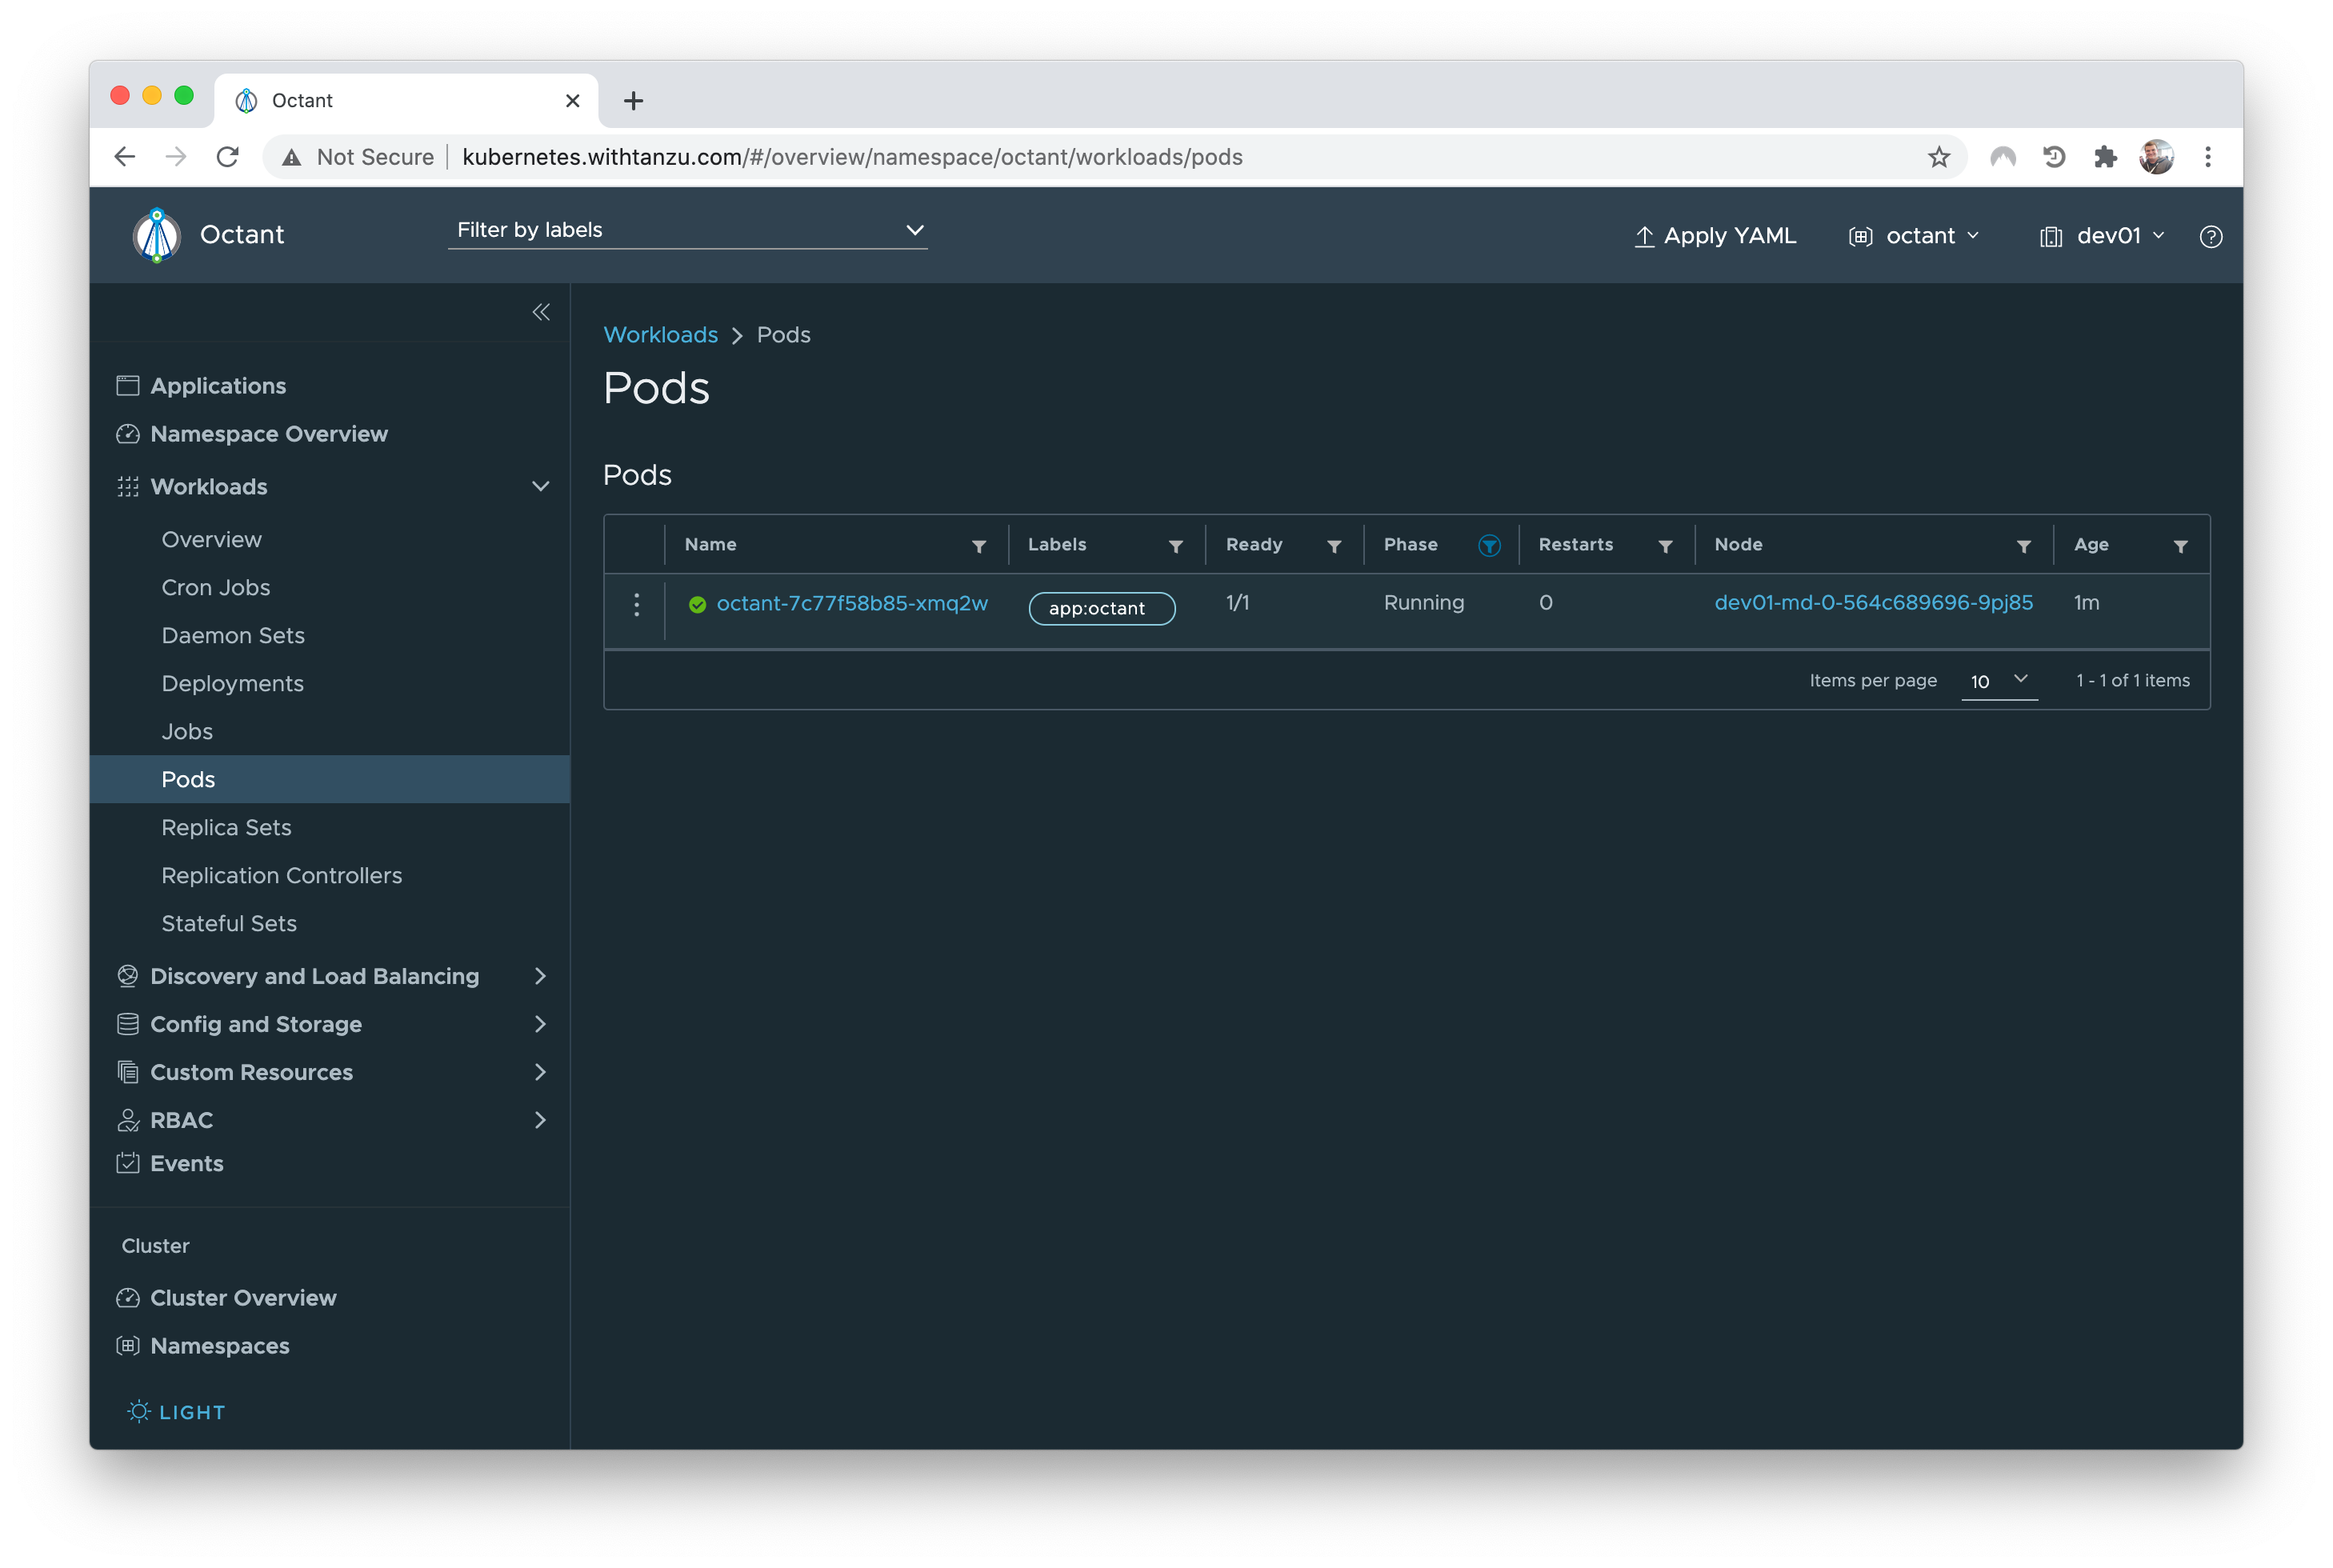 Octant
Not Secure kubernetes.withtanzu.com/#/overview/namespace/octant/workloads/pods
Octant Filter by labels Apply YAML octant dev01
Workloads > Pods
Pods
Applications
Namespace Overview
Workloads
Overview
Cron Jobs
Daemon Sets
Deployments
Jobs
Pods
Replica Sets
Replication Controllers
Stateful Sets
Discovery and Load Balancing
Config and Storage
Custom Resources
RBAC
Events
Cluster
Cluster Overview
Namespaces
LIGHT
Pods
Name Labels Ready Phase Restarts Node Age
octant-7c77f58b85-xmq2w app:octant 1/1 Running 0 dev01-md-0-564c689696-9pj85 1m
Items per page 10 1 - 1 of 1 items